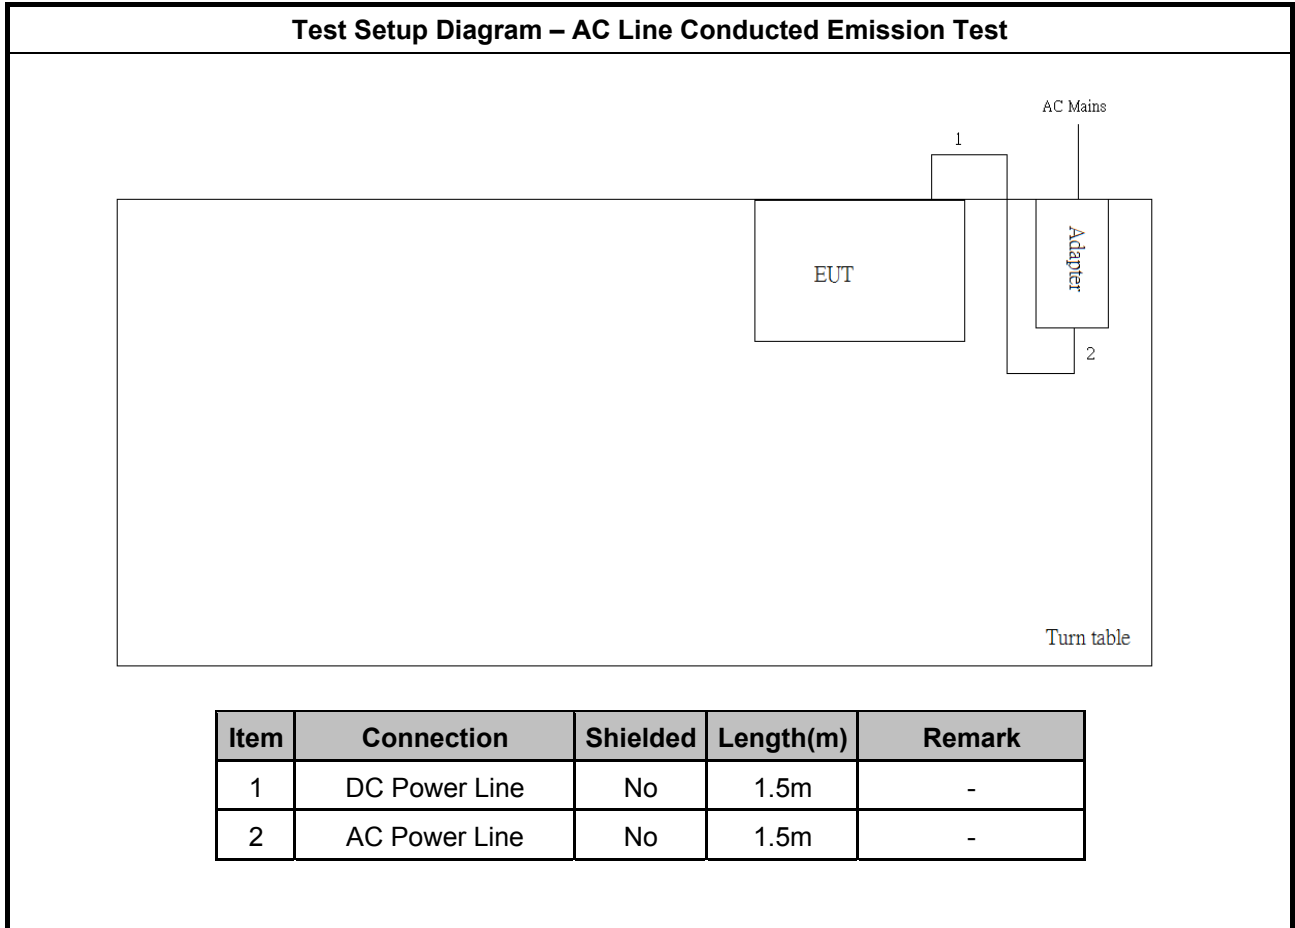 Test Setup Diagram – AC Line Conducted Emission Test
AC Mains
1
Adapter
EUT
2
Turn table
Item Connection Shielded Length(m) Remark
1 DC Power Line No 1.5m -
2 AC Power Line No 1.5m -